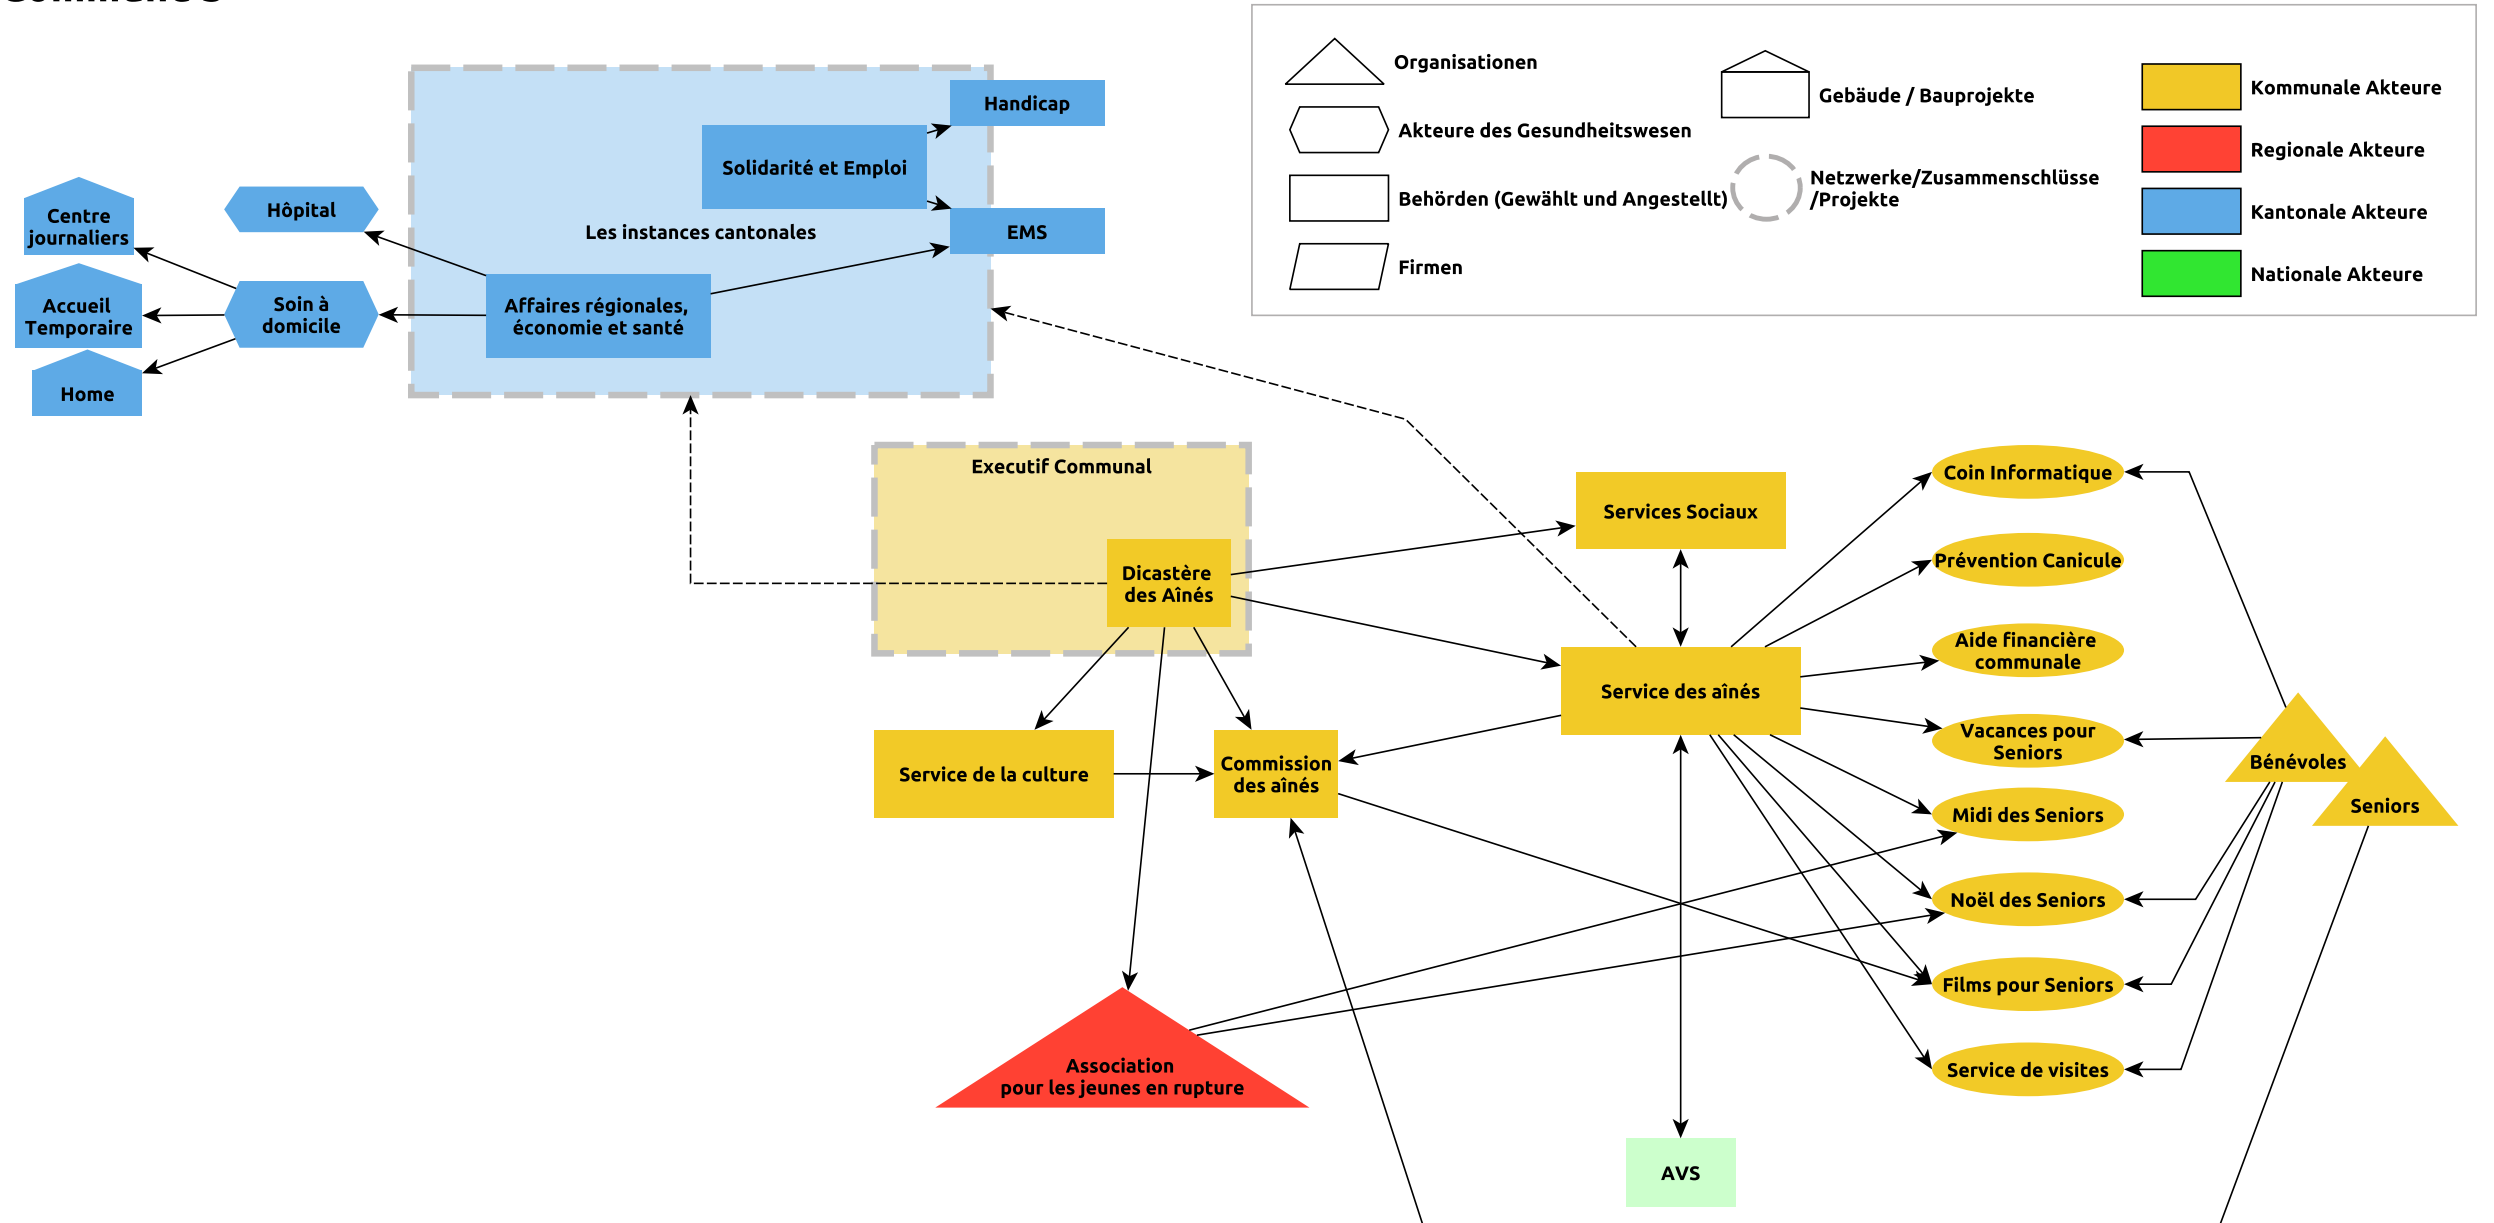 Organisationen
Akteure des Gesundheitswesen
Behörden (Gewählt und Angestellt)
Firmen
Gebäude / Bauprojekte
Netzwerke/Zusammenschlüsse
/Projekte
Kommunale Akteure
Regionale Akteure
Kantonale Akteure
Nationale Akteure
Handicap
Solidarité et Emploi
Les instances cantonales
EMS
Affaires régionales,
économie et santé
Hôpital
Soin à
domicile
Centre
journaliers
Accueil
Temporaire
Home
Executif Communal
Dicastère
des Aînés
Services Sociaux
Service des aînés
Service de la culture
Commission
des aînés
Coin Informatique
Prévention Canicule
Aide financière
communale
Vacances pour
Seniors
Midi des Seniors
Noël des Seniors
Films pour Seniors
Service de visites
Bénévoles
Seniors
Association
pour les jeunes en rupture
AVS